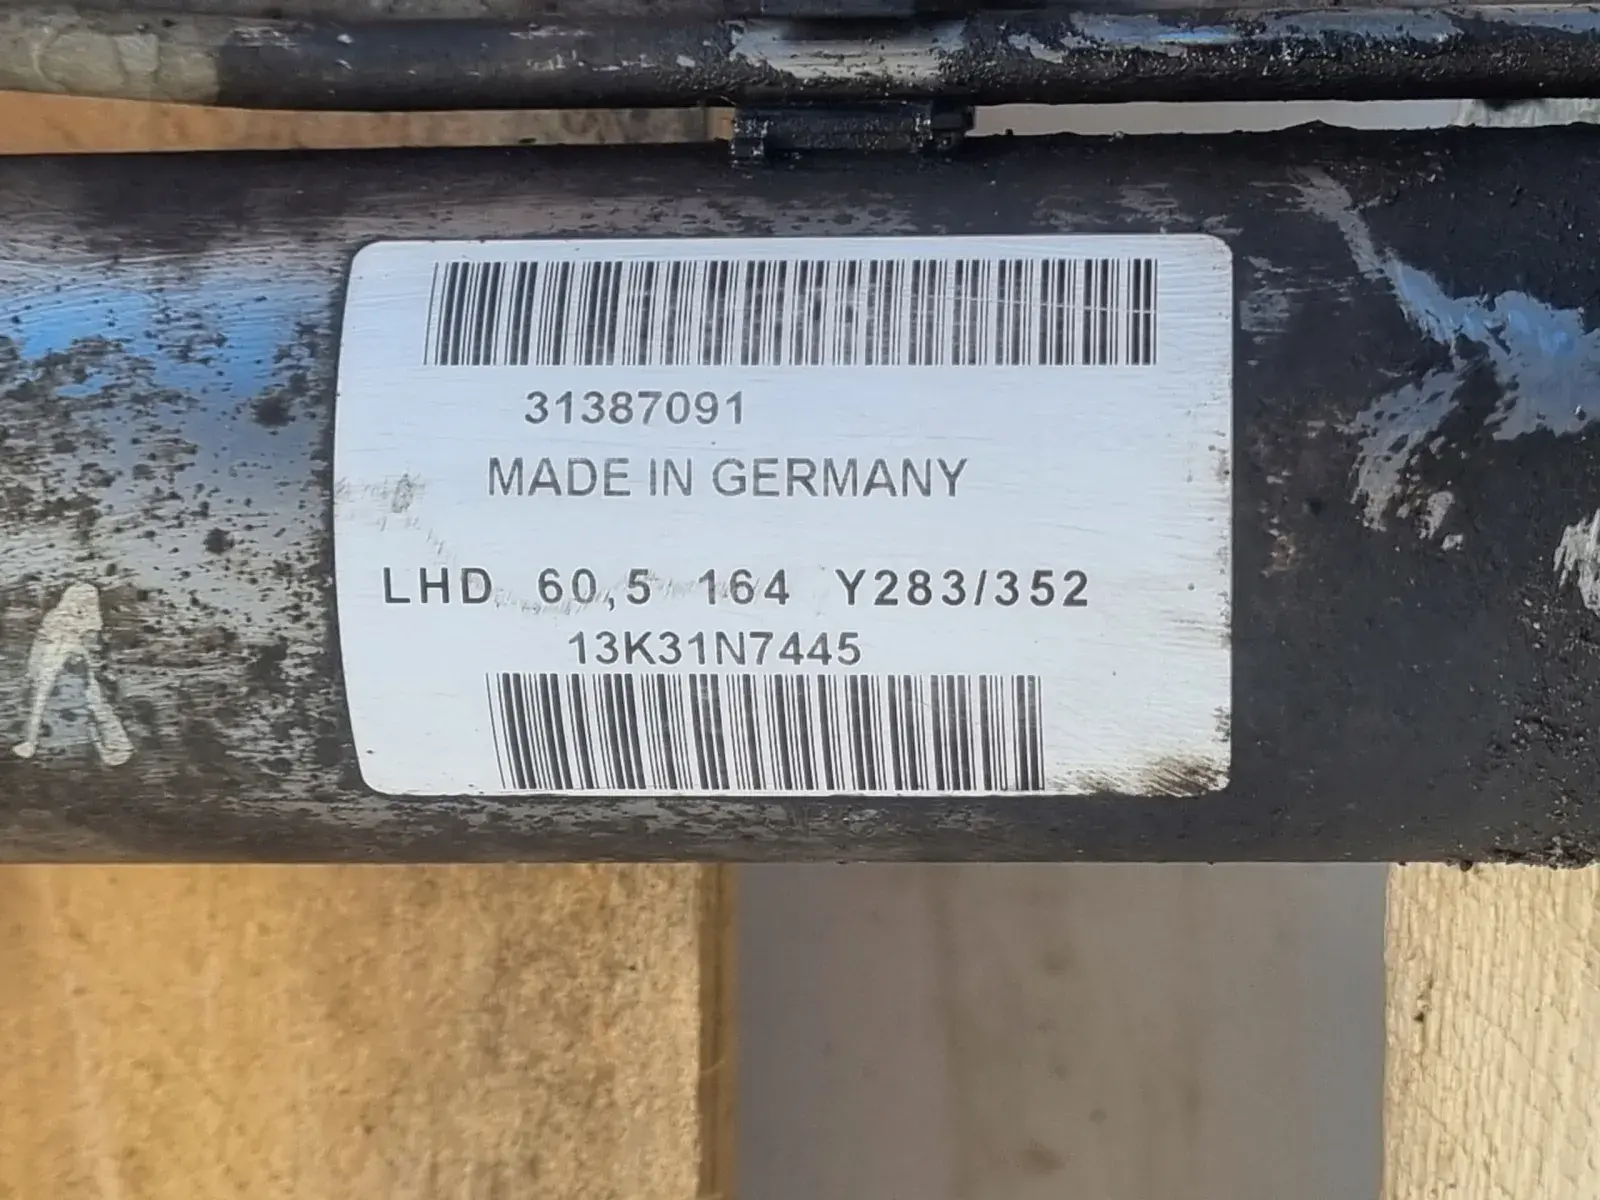 31387091
MADE IN GERMANY
LHD 60,5 164 Y283/352
13K31N7445